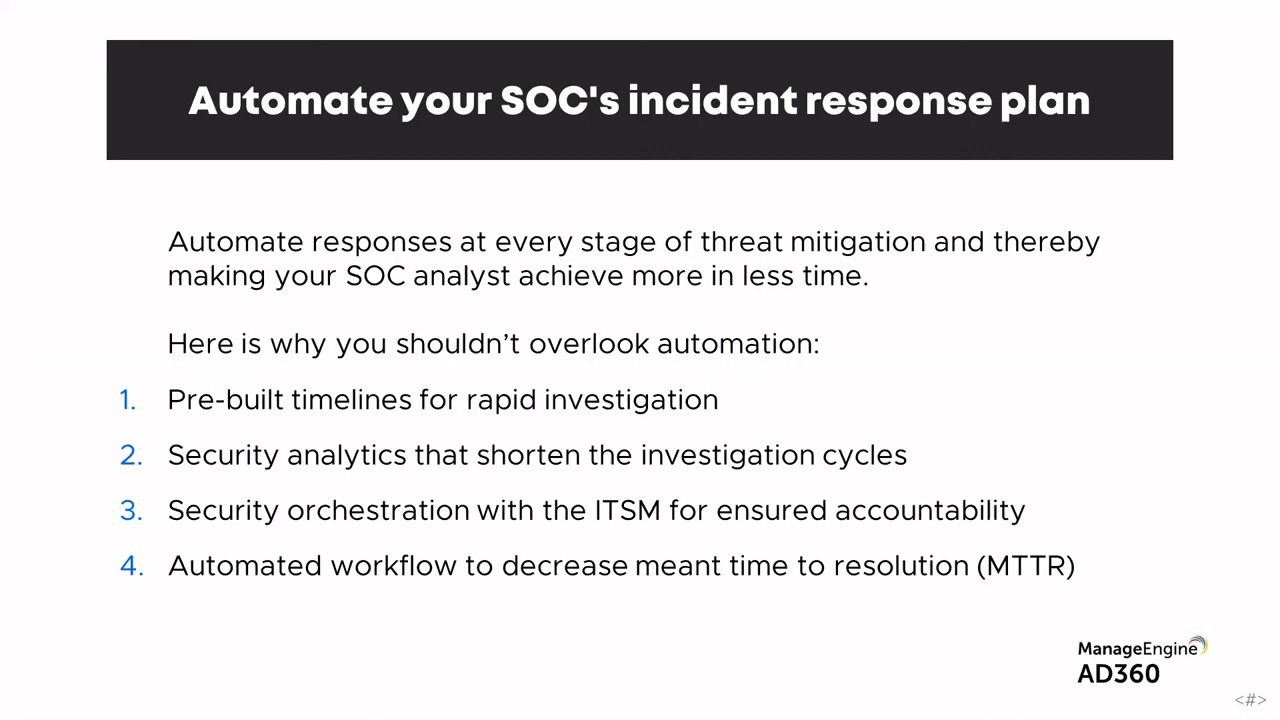 Automate your SOC's incident response plan
Automate responses at every stage of threat mitigation and thereby
making your SOC analyst achieve more in less time.
Here is why you shouldn’t overlook automation:
1. Pre-built timelines for rapid investigation
2. Security analytics that shorten the investigation cycles
3. Security orchestration with the ITSM for ensured accountability
4. Automated workflow to decrease meant time to resolution (MTTR)
ManageEngine
AD360
<#>